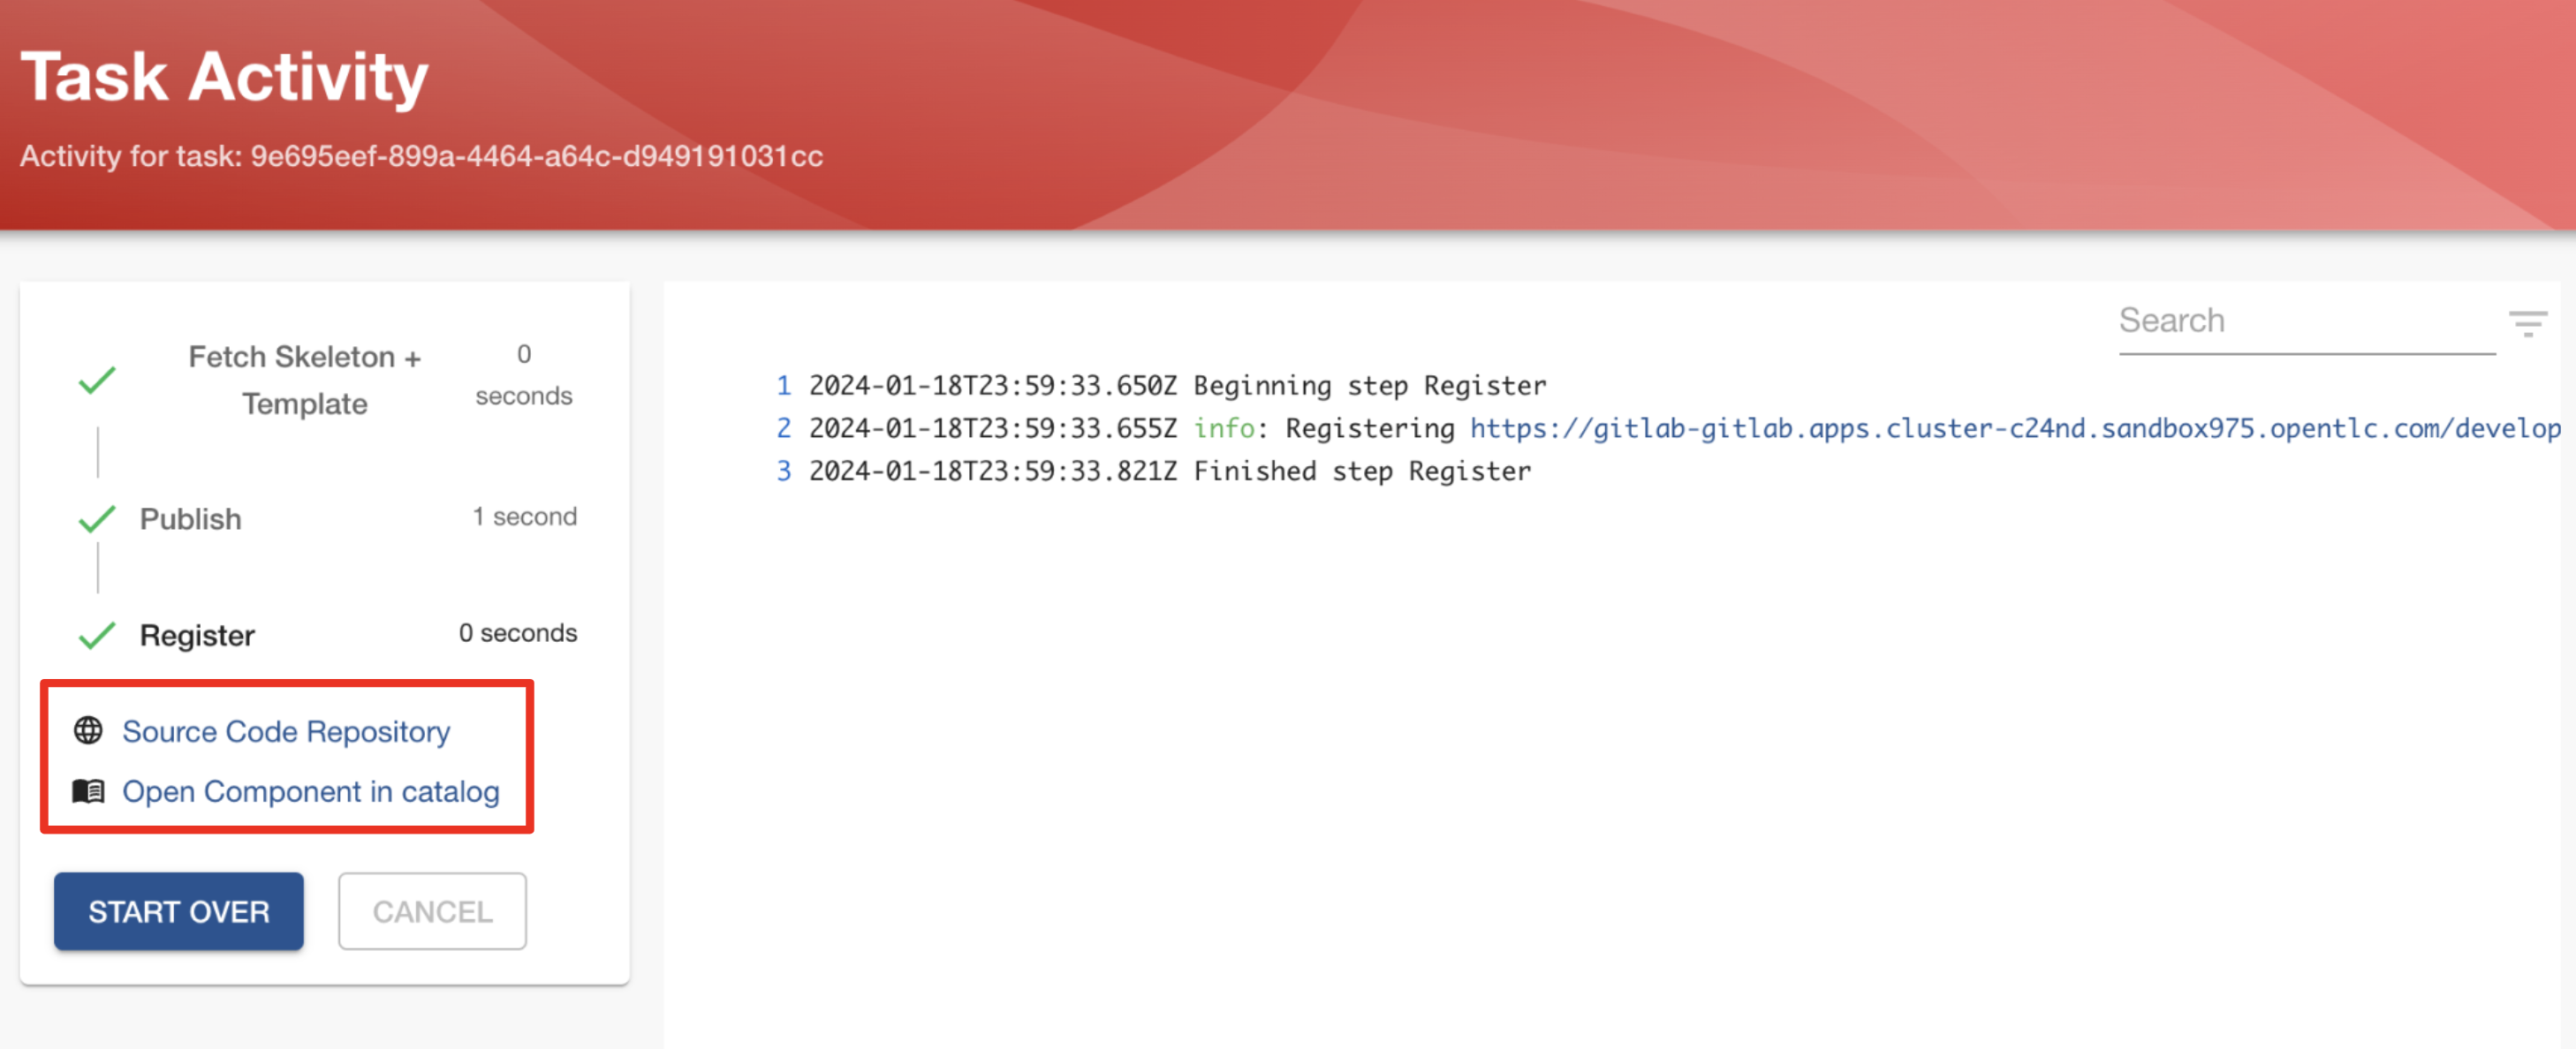 Task Activity
Activity for task: 9e695eef-899a-4464-a64c-d949191031cc
Fetch Skeleton +
Template
0
seconds
Publish
1 second
Register
0 seconds
Source Code Repository
Open Component in catalog
START OVER
CANCEL
Search
1 2024-01-18T23:59:33.650Z Beginning step Register
2 2024-01-18T23:59:33.655Z info: Registering https://gitlab-gitlab.apps.cluster-c24nd.sandbox975.opentlc.com/develop
3 2024-01-18T23:59:33.821Z Finished step Register